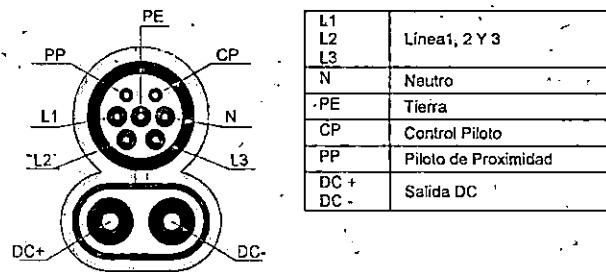 PE
PP
CP
L1
N
L2
L3
DC+
DC-
L1
L2
L3
Línea1, 2 Y 3
N
Neutro
PE
Tierra
CP
Control Piloto
PP
Piloto de Proximidad
DC +
DC -
Salida DC